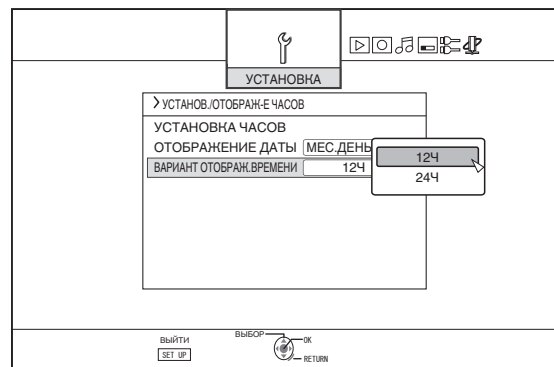 УСТАНОВКА
УСТАНОВ./ОТОБРАЖ-Е ЧАСОВ
УСТАНОВКА ЧАСОВ
ОТОБРАЖЕНИЕ ДАТЫ МЕС.ДЕНЬ
ВАРИАНТ ОТОБРАЖ.ВРЕМЕНИ 12Ч
12Ч
24Ч
ВЫЙТИ
SET UP
ВЫБОР
OK
RETURN